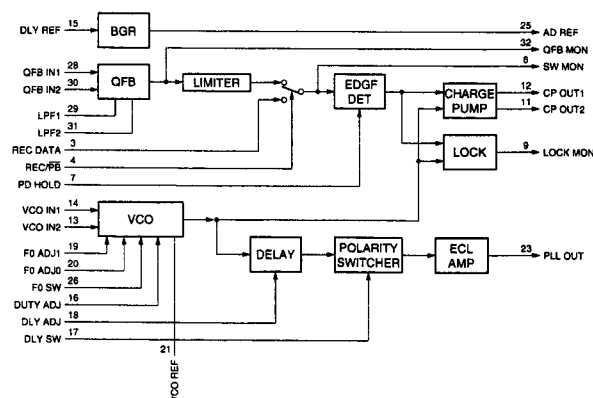 DLY REF 15 BGR 25 AD REF
32 QFB MON
6 SW MON
QFB IN1 28
QFB IN2 30
QFB LIMITER
EDGF DET
CHARGE PUMP
12 CP OUT1
11 CP OUT2
LPF1 29
LPF2 31
REC DATA 3
REC/PB 4
PD HOLD 7
LOCK 9 LOCK MON
VCO IN1 14
VCO IN2 13
VCO
F0 ADJ1 19
F0 ADJ0 20
F0 SW 26
DUTY ADJ 16
DLY ADJ 18
DLY SW 17
DELAY
POLARITY SWITCHER
ECL AMP
23 PLL OUT
21
VCO REF